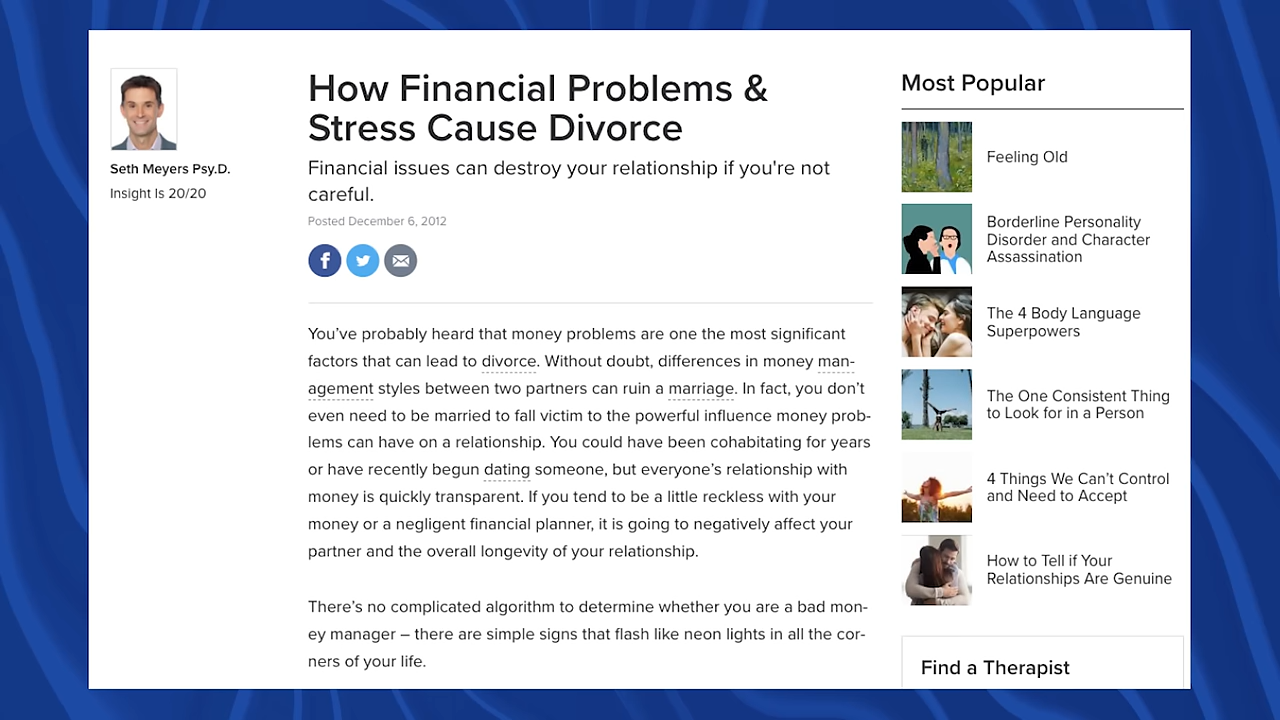 Seth Meyers Psy.D.
Insight Is 20/20
How Financial Problems &
Stress Cause Divorce
Financial issues can destroy your relationship if you're not
careful.
Posted December 6, 2012
You’ve probably heard that money problems are one the most significant
factors that can lead to divorce. Without doubt, differences in money man-
agement styles between two partners can ruin a marriage. In fact, you don’t
even need to be married to fall victim to the powerful influence money prob-
lems can have on a relationship. You could have been cohabitating for years
or have recently begun dating someone, but everyone’s relationship with
money is quickly transparent. If you tend to be a little reckless with your
money or a negligent financial planner, it is going to negatively affect your
partner and the overall longevity of your relationship.
There’s no complicated algorithm to determine whether you are a bad mon-
ey manager – there are simple signs that flash like neon lights in all the cor-
ners of your life.
Most Popular
Feeling Old
Borderline Personality
Disorder and Character
Assassination
The 4 Body Language
Superpowers
The One Consistent Thing
to Look for in a Person
4 Things We Can’t Control
and Need to Accept
How to Tell if Your
Relationships Are Genuine
Find a Therapist